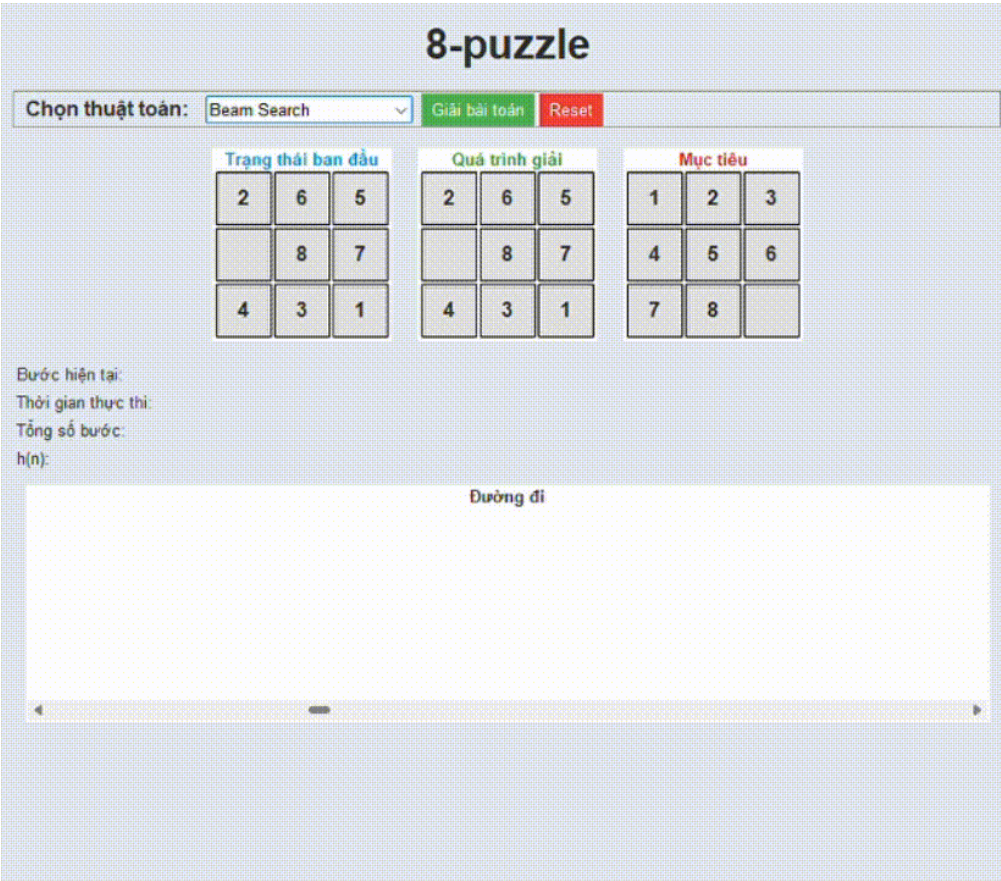 8-puzzle
Chọn thuật toán: Beam Search Giải bài toán Reset
Trạng thái ban đầu Quá trình giải Mục tiêu
2 6 5 2 6 5 1 2 3
8 7 8 7 4 5 6
4 3 1 4 3 1 7 8
Bước hiện tại:
Thời gian thực thi:
Tổng số bước:
h(n):
Đường đi